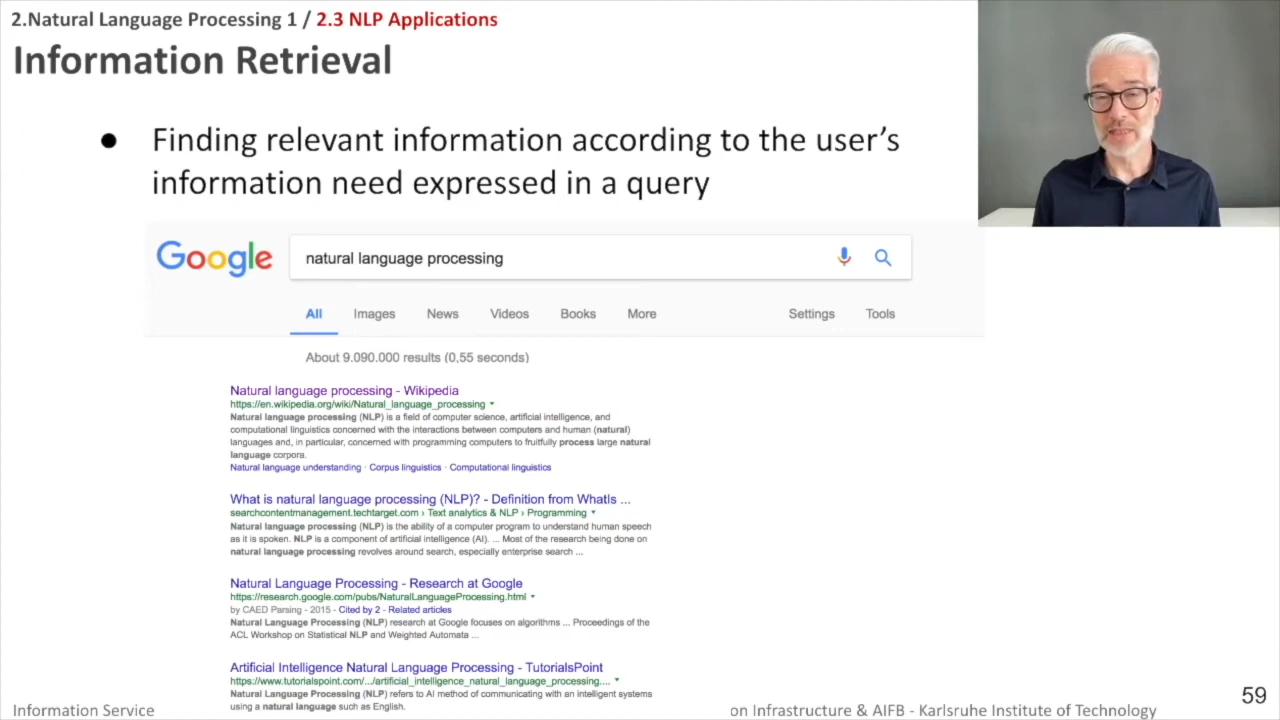 2.Natural Language Processing 1 / 2.3 NLP Applications
Information Retrieval
● Finding relevant information according to the user's
information need expressed in a query
Google natural language processing
All Images News Videos Books More Settings Tools
About 9.090.000 results (0,55 seconds)
Natural language processing - Wikipedia
https://en.wikipedia.org/wiki/Natural_language_processing
Natural language processing (NLP) is a field of computer science, artificial intelligence, and
computational linguistics concerned with the interactions between computers and human (natural)
languages and, in particular, concerned with programming computers to fruitfully process large natural
language corpora.
Natural language understanding · Corpus linguistics · Computational linguistics
What is natural language processing (NLP)? - Definition from WhatIs ...
searchcontentmanagement.techtarget.com › Text analytics & NLP › Programming
Natural language processing (NLP) is the ability of a computer program to understand human speech
as it is spoken. NLP is a component of artificial intelligence (AI). ... Most of the research being done on
natural language processing revolves around search, especially enterprise search ...
Natural Language Processing - Research at Google
https://research.google.com/pubs/NaturalLanguageProcessing.html
by CAED Parsing - 2015 - Cited by 2 - Related articles
Natural Language Processing (NLP) research at Google focuses on algorithms ... Proceedings of the
ACL Workshop on Statistical NLP and Weighted Automata ...
Artificial Intelligence Natural Language Processing - TutorialsPoint
https://www.tutorialspoint.com/.../artificial_intelligence_natural_language_processing....
Natural Language Processing (NLP) refers to AI method of communicating with an intelligent systems
using a natural language such as English.
Information Service on Infrastructure & AIFB - Karlsruhe Institute of Technology
59